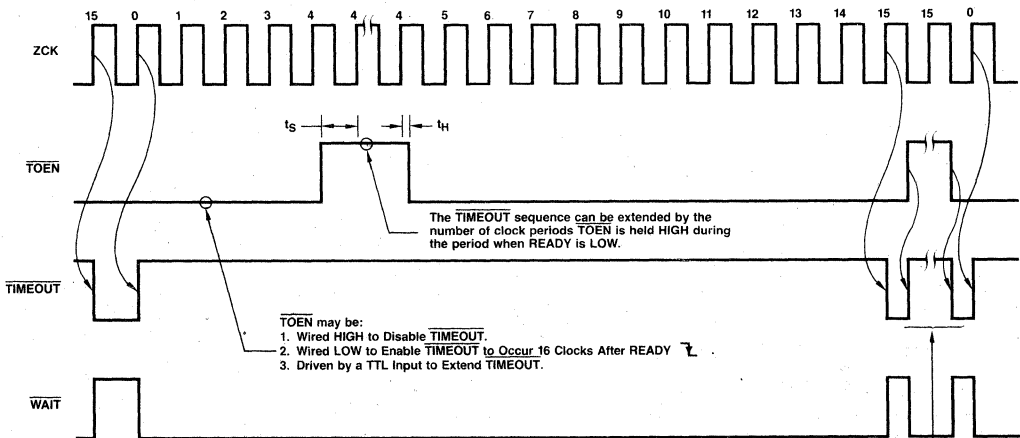 15 0 1 2 3 4 4 4 5 6 7 8 9 10 11 12 13 14 15 15 0
ZCK
tS tH
TOEN
The TIMEOUT sequence can be extended by the
number of clock periods TOEN is held HIGH during
the period when READY is LOW.
TIMEOUT
TOEN may be:
1. Wired HIGH to Disable TIMEOUT.
2. Wired LOW to Enable TIMEOUT to Occur 16 Clocks After READY
3. Driven by a TTL Input to Extend TIMEOUT.
WAIT